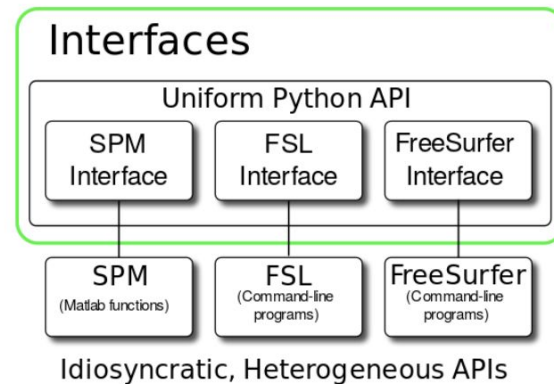 Interfaces
Uniform Python API
SPM
Interface
FSL
Interface
FreeSurfer
Interface
SPM
(Matlab functions)
FSL
(Command-line
programs)
FreeSurfer
(Command-line
programs)
Idiosyncratic, Heterogeneous APIs